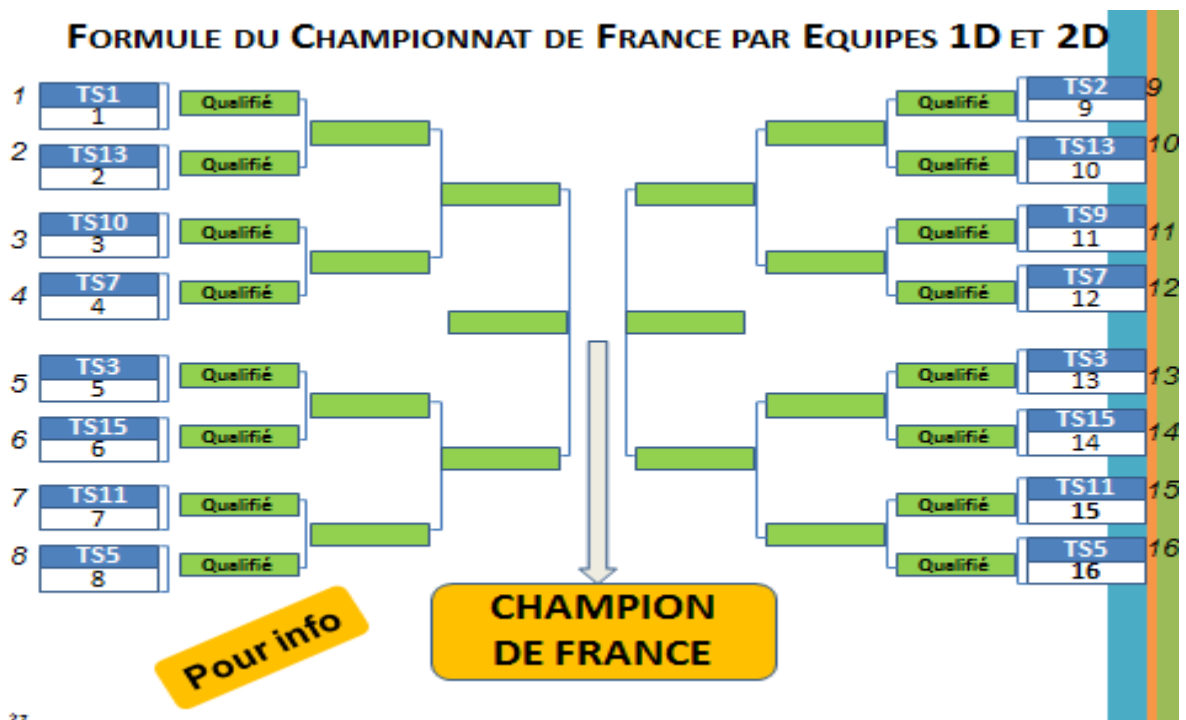 FORMULE DU CHAMPIONNAT DE FRANCE PAR EQUIPES 1D ET 2D
1
TS1
1
Qualifié
2
TS13
2
Qualifié
3
TS10
3
Qualifié
4
TS7
4
Qualifié
5
TS3
5
Qualifié
6
TS15
6
Qualifié
7
TS11
7
Qualifié
8
TS5
8
Qualifié
Qualifié
TS2
9
9
Qualifié
TS13
10
10
Qualifié
TS9
11
11
Qualifié
TS7
12
12
Qualifié
TS3
13
13
Qualifié
TS15
14
14
Qualifié
TS11
15
15
Qualifié
TS5
16
16
Pour info
CHAMPION
DE FRANCE